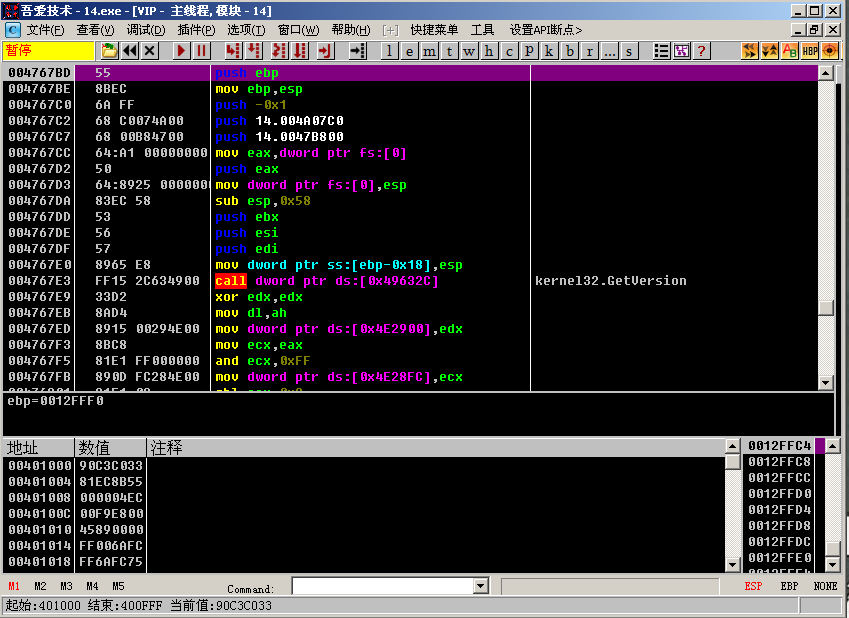 吾爱技术 - 14.exe - [VIP - 主线程, 模块 - 14]
C 文件(F) 查看(V) 调试(D) 插件(P) 选项(T) 窗口(W) 帮助(H) [+] 快捷菜单 工具 设置API断点>
暂停 l e m t w h c p k b r ... s ? AB HBP
004767BD 55 push ebp
004767BE 8BEC mov ebp,esp
004767C0 6A FF push -0x1
004767C2 68 C0074A00 push 14.004A07C0
004767C7 68 00B84700 push 14.0047B800
004767CC 64:A1 00000000 mov eax,dword ptr fs:[0]
004767D2 50 push eax
004767D3 64:8925 000000 mov dword ptr fs:[0],esp
004767DA 83EC 58 sub esp,0x58
004767DD 53 push ebx
004767DE 56 push esi
004767DF 57 push edi
004767E0 8965 E8 mov dword ptr ss:[ebp-0x18],esp
004767E3 FF15 2C634900 call dword ptr ds:[0x49632C] kernel32.GetVersion
004767E9 33D2 xor edx,edx
004767EB 8AD4 mov dl,ah
004767ED 8915 00294E00 mov dword ptr ds:[0x4E2900],edx
004767F3 8BC8 mov ecx,eax
004767F5 81E1 FF000000 and ecx,0xFF
004767FB 890D FC284E00 mov dword ptr ds:[0x4E28FC],ecx
ebp=0012FFF0
地址 数值 注释
00401000 90C3C033
00401004 81EC8B55
00401008 000004EC
0040100C 00F9E800
00401010 45890000
00401014 FF006AFC
00401018 FF6AFC75
0012FFC4
0012FFC8
0012FFCC
0012FFD0
0012FFD4
0012FFD8
0012FFDC
0012FFE0
M1 M2 M3 M4 M5 Command: ESP EBP NONE
起始:401000 结束:400FFF 当前值:90C3C033